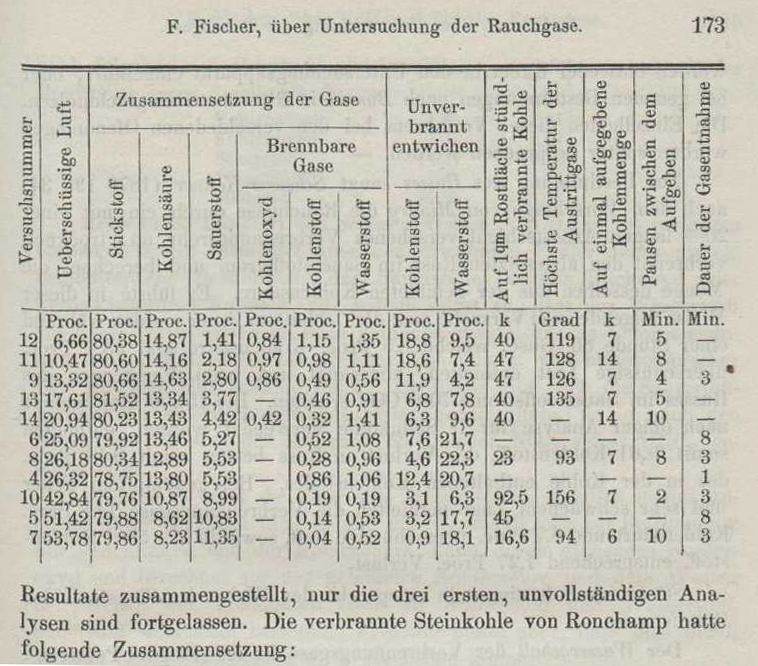 F. Fischer, über Untersuchung der Rauchgase. 173
Versuchsnummer
Ueberschüssige Luft
Zusammensetzung der Gase
Stickstoff
Kohlensäure
Sauerstoff
Brennbare
Gase
Kohlenoxyd
Kohlenstoff
Wasserstoff
Unver-
brannt
entwichen
Kohlenstoff
Wasserstoff
Auf 1qm Rostfläche stünd-
lich verbrannte Kohle
Höchste Temperatur der
Austrittgase
Auf einmal aufgegebene
Kohlenmenge
Pausen zwischen dem
Aufgeben
Dauer der Gasentnahme
Proc. Proc. Proc. Proc. Proc. Proc. Proc. Proc. Proc. k Grad k Min. Min.
12 6,66 80,38 14,87 1,41 0,84 1,15 1,35 18,8 9,5 40 119 7 5 —
11 10,47 80,60 14,16 2,18 0,97 0,98 1,11 18,6 7,4 47 128 14 8 —
9 13,32 80,66 14,63 2,80 0,86 0,49 0,56 11,9 4,2 47 126 7 4 3
13 17,61 81,52 13,34 3,77 — 0,46 0,91 6,8 7,8 40 135 7 5 —
14 20,94 80,23 13,43 4,42 0,42 0,32 1,41 6,3 9,6 40 — 14 10 —
6 25,09 79,92 13,46 5,27 — 0,52 1,08 7,6 21,7 — — — — 8
8 26,18 80,34 12,89 5,53 — 0,28 0,96 4,6 22,3 23 93 7 8 3
4 26,32 78,75 13,80 5,53 — 0,86 1,06 12,4 20,7 — — — — 1
10 42,84 79,76 10,87 8,99 — 0,19 0,19 3,1 6,3 92,5 156 7 2 3
5 51,42 79,88 8,62 10,83 — 0,14 0,53 3,2 17,7 45 — — — 8
7 53,78 79,86 8,23 11,35 — 0,04 0,52 0,9 18,1 16,6 94 6 10 3
Resultate zusammengestellt, nur die drei ersten, unvollständigen Ana-
lysen sind fortgelassen. Die verbrannte Steinkohle von Ronchamp hatte
folgende Zusammensetzung: